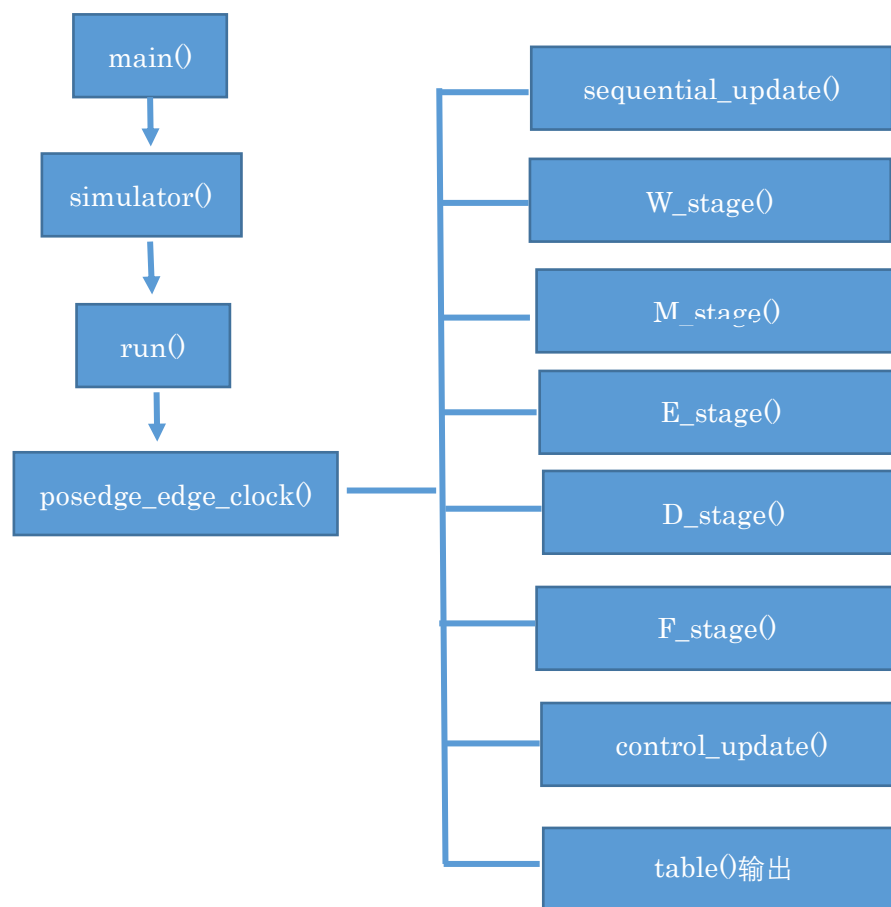 main()
simulator()
run()
posedge_edge_clock()
sequential_update()
W_stage()
M_stage()
E_stage()
D_stage()
F_stage()
control_update()
table()输出